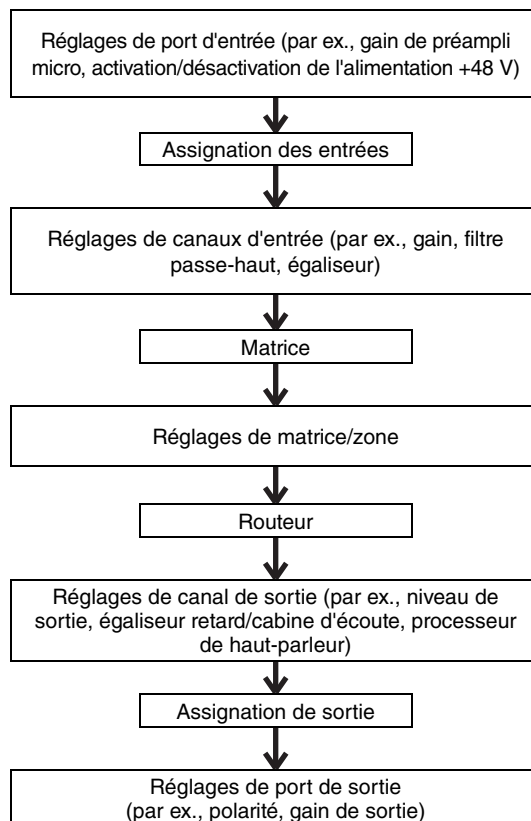 Réglages de port d'entrée (par ex., gain de préampli
micro, activation/désactivation de l'alimentation +48 V)
Assignation des entrées
Réglages de canaux d'entrée (par ex., gain, filtre
passe-haut, égaliseur)
Matrice
Réglages de matrice/zone
Routeur
Réglages de canal de sortie (par ex., niveau de
sortie, égaliseur retard/cabine d'écoute, processeur
de haut-parleur)
Assignation de sortie
Réglages de port de sortie
(par ex., polarité, gain de sortie)